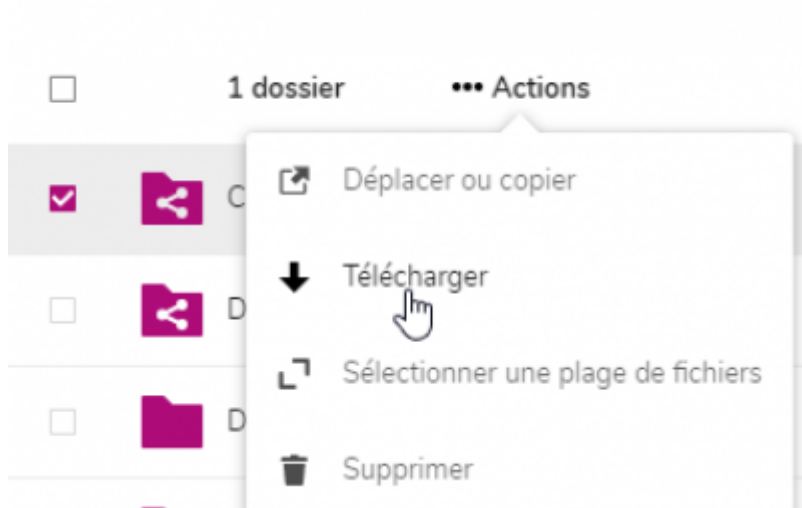 1 dossier
••• Actions
Déplacer ou copier
C
Télécharger
D
Sélectionner une plage de fichiers
D
Supprimer